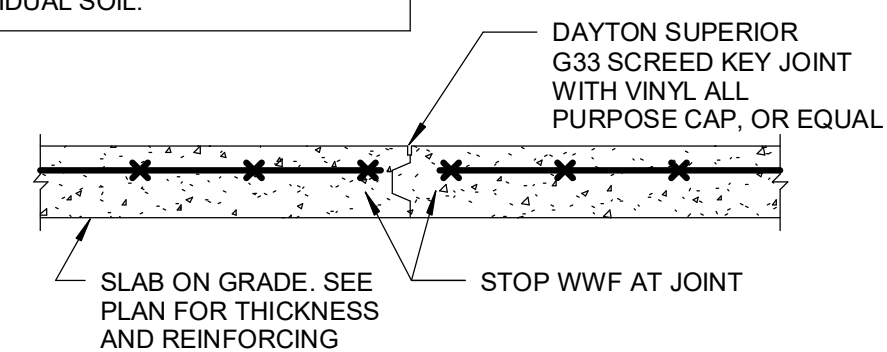 IDUAL SOIL.
DAYTON SUPERIOR
G33 SCREED KEY JOINT
WITH VINYL ALL
PURPOSE CAP, OR EQUAL
SLAB ON GRADE. SEE
PLAN FOR THICKNESS
AND REINFORCING
STOP WWF AT JOINT